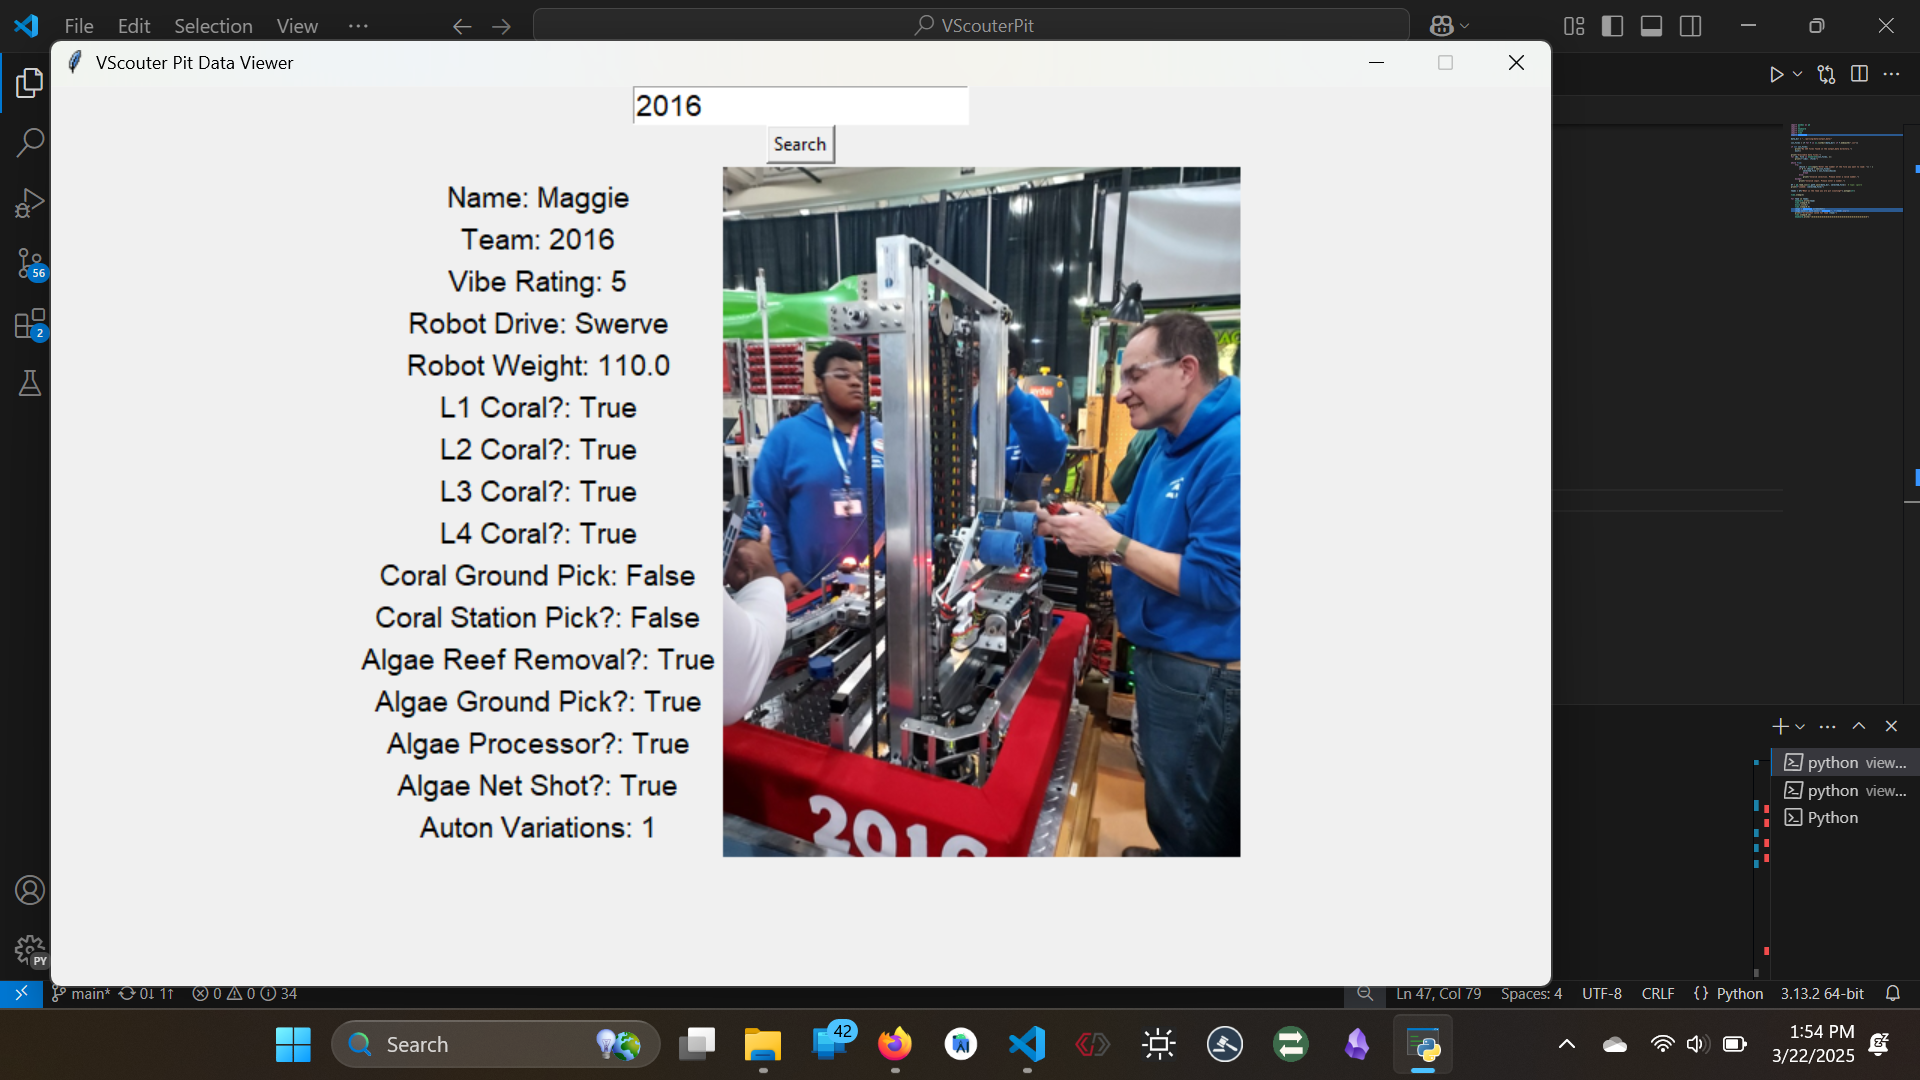 File Edit Selection View ···
VScouterPit
VScouter Pit Data Viewer
2016
Search
Name: Maggie
Team: 2016
Vibe Rating: 5
Robot Drive: Swerve
Robot Weight: 110.0
L1 Coral?: True
L2 Coral?: True
L3 Coral?: True
L4 Coral?: True
Coral Ground Pick: False
Coral Station Pick?: False
Algae Reef Removal?: True
Algae Ground Pick?: True
Algae Processor?: True
Algae Net Shot?: True
Auton Variations: 1
2016
56
2
PY
python view...
python view...
Python
main* 0↓ 1↑ 0 0 34
Ln 47, Col 79 Spaces: 4 UTF-8 CRLF {} Python 3.13.2 64-bit
Search
42
1:54 PM
3/22/2025